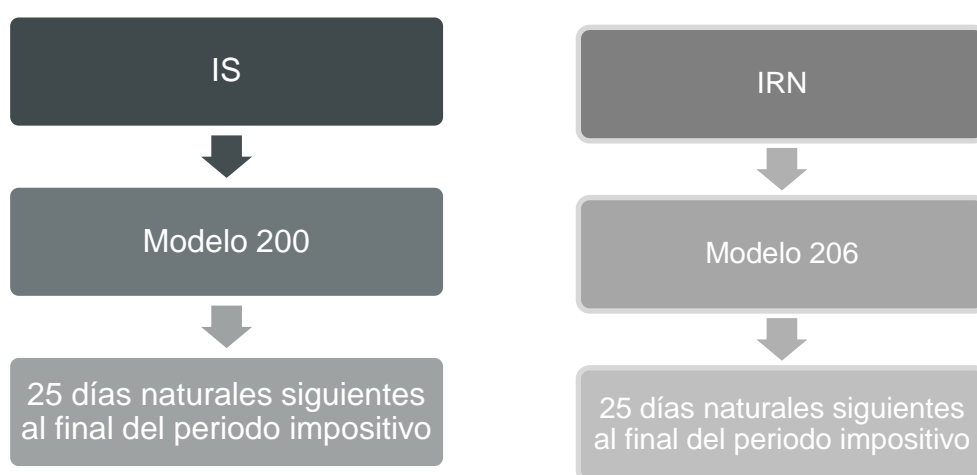 IS
Modelo 200
25 días naturales siguientes
al final del periodo impositivo
IRN
Modelo 206
25 días naturales siguientes
al final del periodo impositivo